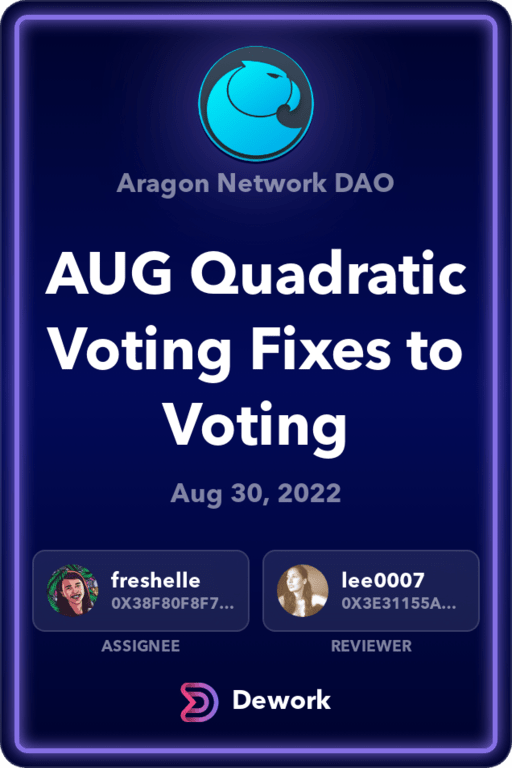 Aragon Network DAO
AUG Quadratic
Voting Fixes to
Voting
Aug 30, 2022
freshelle
0X38F80F8F7...
ASSIGNEE
lee0007
0X3E31155A...
REVIEWER
Dework